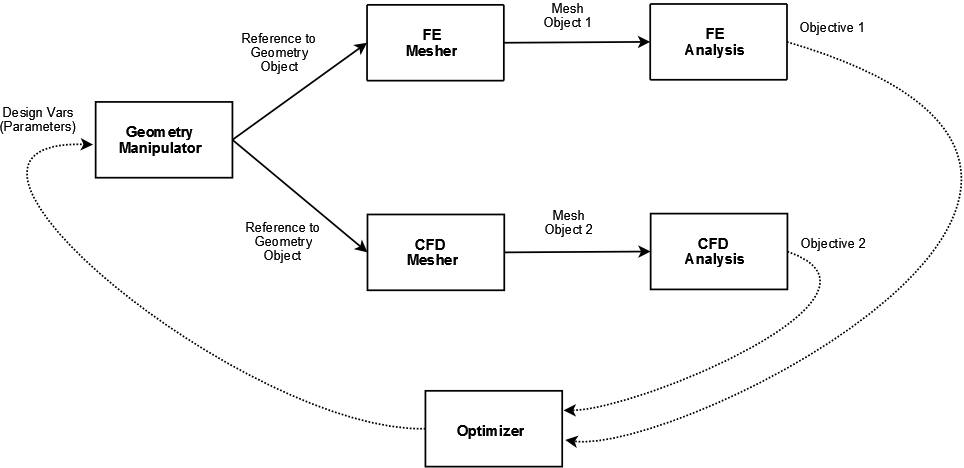 Design Vars
(Parameters)
Geometry
Manipulator
Reference to
Geometry
Object
FE
Mesher
Mesh
Object 1
FE
Analysis
Objective 1
Reference to
Geometry
Object
CFD
Mesher
Mesh
Object 2
CFD
Analysis
Objective 2
Optimizer